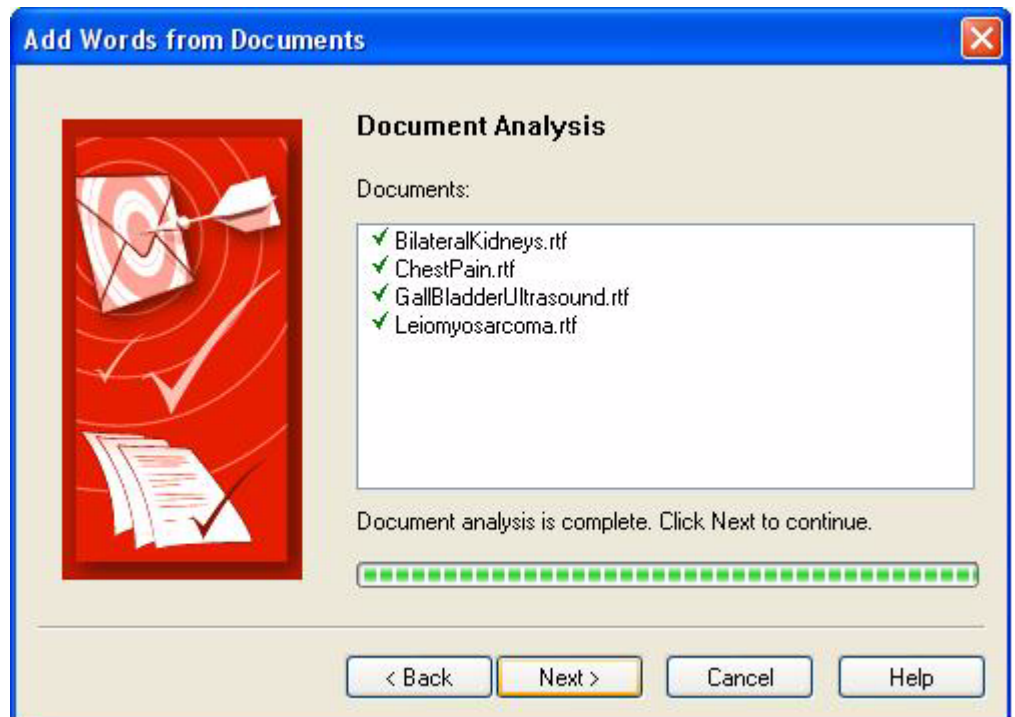 Add Words from Documents
Document Analysis
Documents:
BilateralKidneys.rtf
ChestPain.rtf
GallBladderUltrasound.rtf
Leiomyosarcoma.rtf
Document analysis is complete. Click Next to continue.
< Back Next > Cancel Help